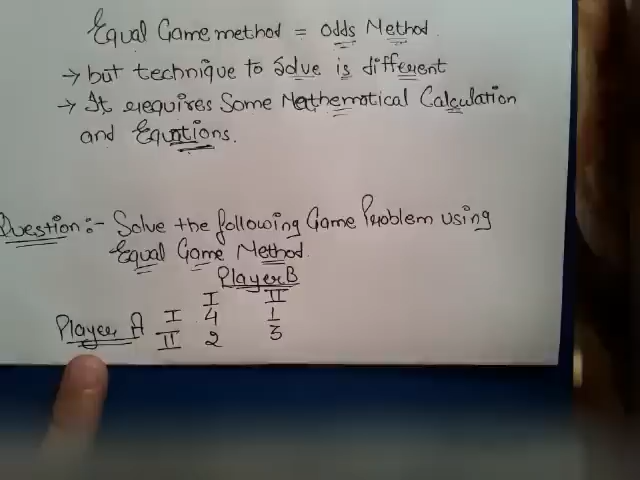 Equal Game method = odds Method.
→ but technique to Solve is different
→ It requires Some Mathematical Calculation
and Equations.
Question:- Solve the following Game Problem using
Equal Game Method.
Player B
I II
Player A I 4 1
II 2 3